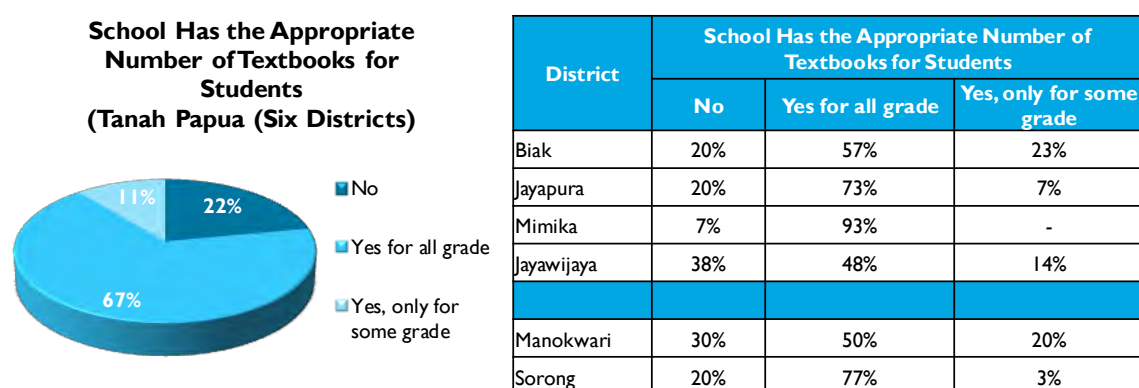 School Has the Appropriate
Number of Textbooks for
Students
(Tanah Papua (Six Districts)
11%
22%
67%
No
Yes for all grade
Yes, only for
some grade
District
School Has the Appropriate Number of
Textbooks for Students
No
Yes for all grade
Yes, only for some
grade
Biak 20% 57% 23%
Jayapura 20% 73% 7%
Mimika 7% 93% -
Jayawijaya 38% 48% 14%
Manokwari 30% 50% 20%
Sorong 20% 77% 3%